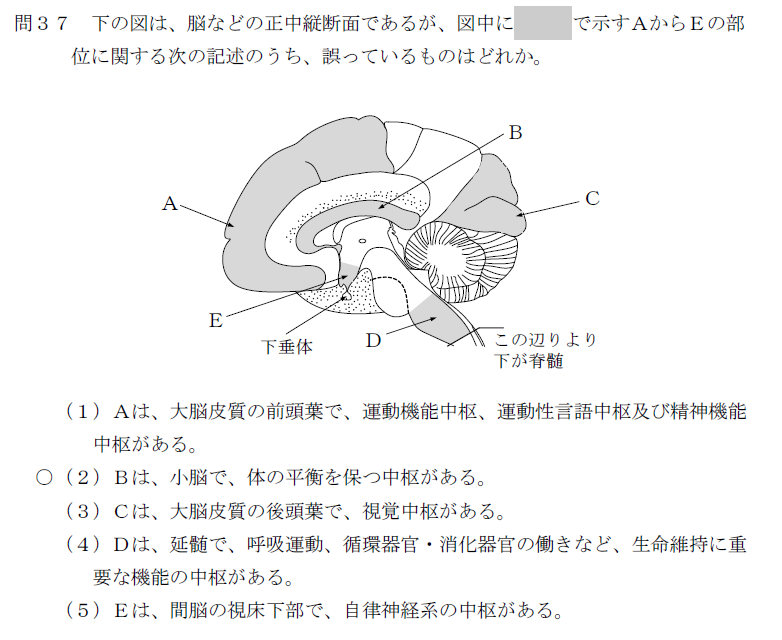 問３７　下の図は、脳などの正中縦断面であるが、図中に　　　で示すＡからＥの部
位に関する次の記述のうち、誤っているものはどれか。
B
A
C
E
下垂体
D
この辺りより
下が脊髄
（１）Ａは、大脳皮質の前頭葉で、運動機能中枢、運動性言語中枢及び精神機能
中枢がある。
○（２）Ｂは、小脳で、体の平衡を保つ中枢がある。
（３）Ｃは、大脳皮質の後頭葉で、視覚中枢がある。
（４）Ｄは、延髄で、呼吸運動、循環器官・消化器官の働きなど、生命維持に重
要な機能の中枢がある。
（５）Ｅは、間脳の視床下部で、自律神経系の中枢がある。